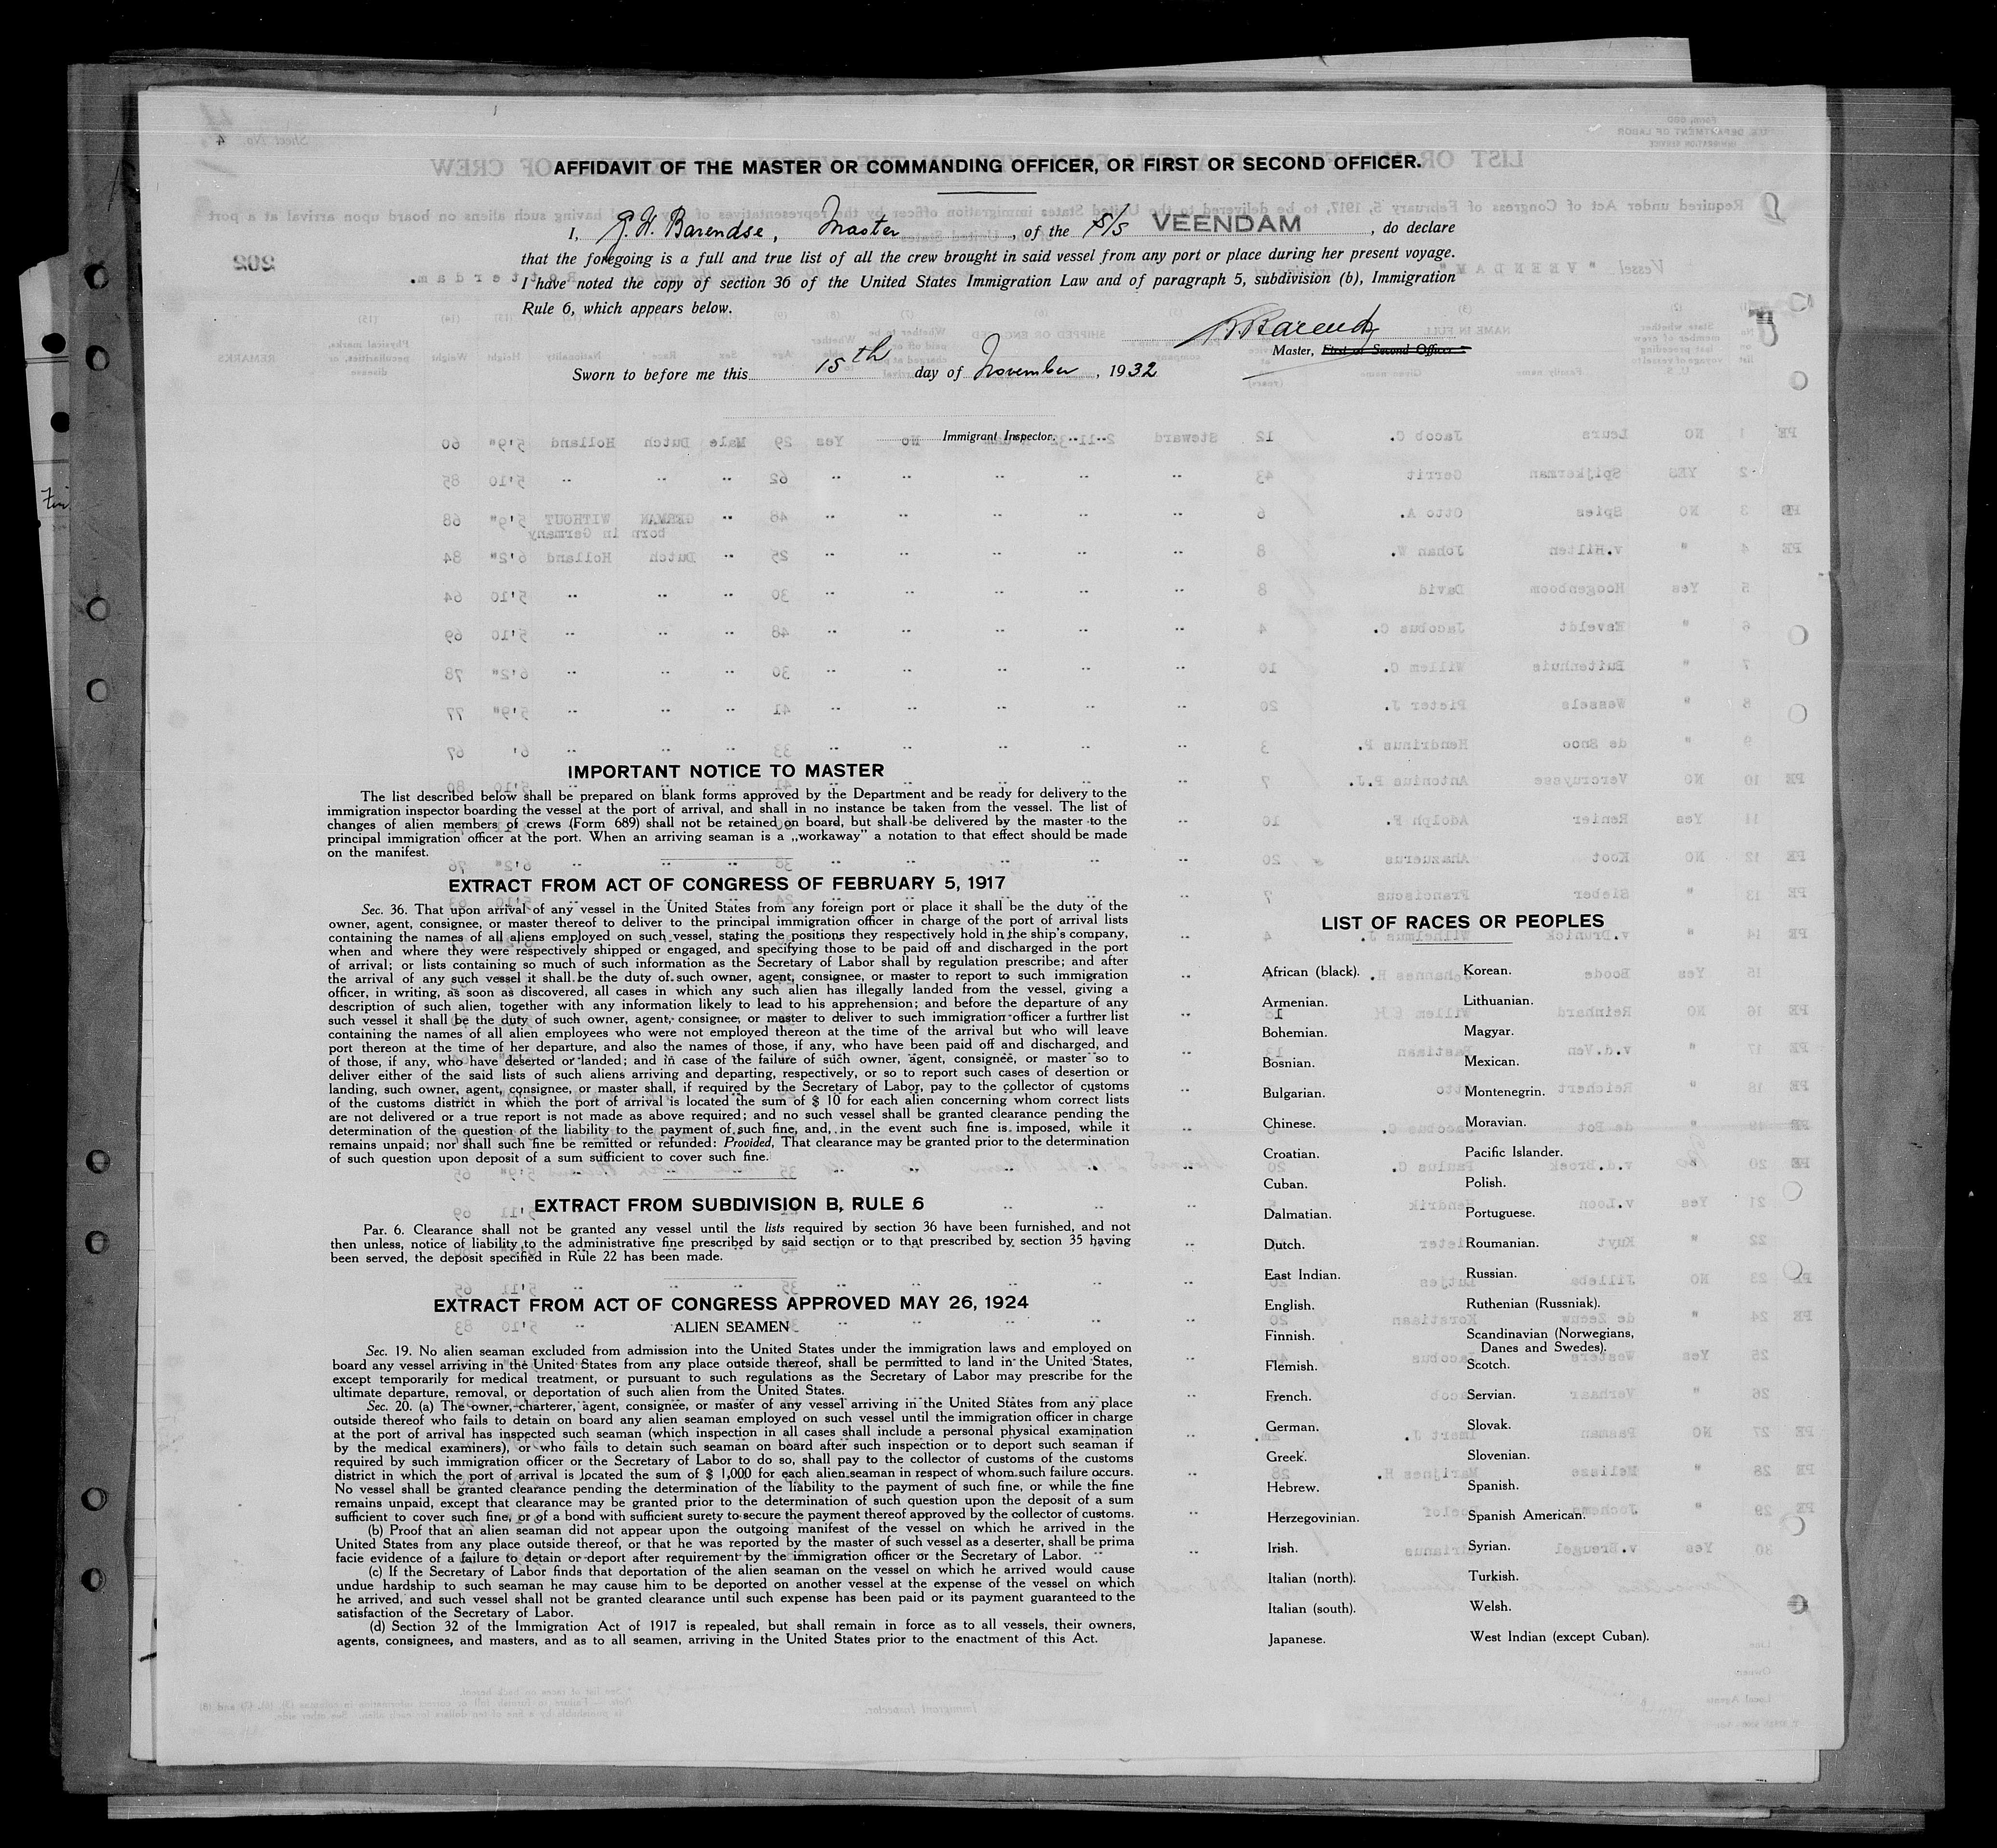 AFFIDAVIT OF THE MASTER OR COMMANDING OFFICER, OR FIRST OR SECOND OFFICER.
I, Barendse, Master, of the S/S VEENDAM, do declare
that the foregoing is a full and true list of all the crew brought in said vessel from any port or place during her present voyage.
I have noted the copy of section 36 of the United States Immigration Law and of paragraph 5, subdivision (b), Immigration
Rule 6, which appears below.
Master, First or Second Officer
Sworn to before me this 15th day of November, 1932
Immigrant Inspector.
IMPORTANT NOTICE TO MASTER
The list described below shall be prepared on blank forms approved by the Department and be ready for delivery to the
immigration inspector boarding the vessel at the port of arrival, and shall in no instance be taken from the vessel. The list of
changes of alien members of crews (Form 689) shall not be retained on board, but shall be delivered by the master to the
principal immigration officer at the port. When an arriving seaman is a „workaway” a notation to that effect should be made
on the manifest.
EXTRACT FROM ACT OF CONGRESS OF FEBRUARY 5, 1917
Sec. 36. That upon arrival of any vessel in the United States from any foreign port or place it shall be the duty of the
owner, agent, consignee, or master thereof to deliver to the principal immigration officer in charge of the port of arrival lists
containing the names of all aliens employed on such vessel, stating the positions they respectively hold in the ship's company,
when and where they were respectively shipped or engaged, and specifying those to be paid off and discharged in the port
of arrival; or lists containing so much of such information as the Secretary of Labor shall by regulation prescribe; and after
the arrival of any such vessel it shall be the duty of such owner, agent, consignee, or master to report to such immigration
officer, in writing, as soon as discovered, all cases in which any such alien has illegally landed from the vessel, giving a
description of such alien, together with any information likely to lead to his apprehension; and before the departure of any
such vessel it shall be the duty of such owner, agent, consignee, or master to deliver to such immigration officer a further list
containing the names of all alien employees who were not employed thereon at the time of the arrival but who will leave
port thereon at the time of her departure, and also the names of those, if any, who have been paid off and discharged, and
of those, if any, who have deserted or landed; and in case of the failure of such owner, agent, consignee, or master so to
deliver either of the said lists of such aliens arriving and departing, respectively, or so to report such cases of desertion or
landing, such owner, agent, consignee, or master shall, if required by the Secretary of Labor, pay to the collector of customs
of the customs district in which the port of arrival is located the sum of $ 10 for each alien concerning whom correct lists
are not delivered or a true report is not made as above required; and no such vessel shall be granted clearance pending the
determination of the question of the liability to the payment of such fine, and, in the event such fine is imposed, while it
remains unpaid; nor shall such fine be remitted or refunded: Provided, That clearance may be granted prior to the determination
of such question upon deposit of a sum sufficient to cover such fine.
EXTRACT FROM SUBDIVISION B, RULE 6
Par. 6. Clearance shall not be granted any vessel until the lists required by section 36 have been furnished, and not
then unless, notice of liability to the administrative fine prescribed by said section or to that prescribed by section 35 having
been served, the deposit specified in Rule 22 has been made.
EXTRACT FROM ACT OF CONGRESS APPROVED MAY 26, 1924
ALIEN SEAMEN
Sec. 19. No alien seaman excluded from admission into the United States under the immigration laws and employed on
board any vessel arriving in the United States from any place outside thereof, shall be permitted to land in the United States,
except temporarily for medical treatment, or pursuant to such regulations as the Secretary of Labor may prescribe for the
ultimate departure, removal, or deportation of such alien from the United States.
Sec. 20. (a) The owner, charterer, agent, consignee, or master of any vessel arriving in the United States from any place
outside thereof who fails to detain on board any alien seaman employed on such vessel until the immigration officer in charge
at the port of arrival has inspected such seaman (which inspection in all cases shall include a personal physical examination
by the medical examiners), or who fails to detain such seaman on board after such inspection or to deport such seaman if
required by such immigration officer or the Secretary of Labor to do so, shall pay to the collector of customs of the customs
district in which the port of arrival is located the sum of $ 1,000 for each alien seaman in respect of whom such failure occurs.
No vessel shall be granted clearance pending the determination of the liability to the payment of such fine, or while the fine
remains unpaid, except that clearance may be granted prior to the determination of such question upon the deposit of a sum
sufficient to cover such fine, or of a bond with sufficient surety to secure the payment thereof approved by the collector of customs.
(b) Proof that an alien seaman did not appear upon the outgoing manifest of the vessel on which he arrived in the
United States from any place outside thereof, or that he was reported by the master of such vessel as a deserter, shall be prima
facie evidence of a failure to detain or deport after requirement by the immigration officer or the Secretary of Labor.
(c) If the Secretary of Labor finds that deportation of the alien seaman on the vessel on which he arrived would cause
undue hardship to such seaman he may cause him to be deported on another vessel at the expense of the vessel on which
he arrived, and such vessel shall not be granted clearance until such expense has been paid or its payment guaranteed to the
satisfaction of the Secretary of Labor.
(d) Section 32 of the Immigration Act of 1917 is repealed, but shall remain in force as to all vessels, their owners,
agents, consignees, and masters, and as to all seamen, arriving in the United States prior to the enactment of this Act.
LIST OF RACES OR PEOPLES
African (black).
Armenian.
Bohemian.
Bosnian.
Bulgarian.
Chinese.
Croatian.
Cuban.
Dalmatian.
Dutch.
East Indian.
English.
Finnish.
Flemish.
French.
German.
Greek.
Hebrew.
Herzegovinian.
Irish.
Italian (north).
Italian (south).
Japanese.
Korean.
Lithuanian.
Magyar.
Mexican.
Montenegrin.
Moravian.
Pacific Islander.
Polish.
Portuguese.
Roumanian.
Russian.
Ruthenian (Russniak).
Scandinavian (Norwegians,
Danes and Swedes).
Scotch.
Servian.
Slovak.
Slovenian.
Spanish.
Spanish American.
Syrian.
Turkish.
Welsh.
West Indian (except Cuban).